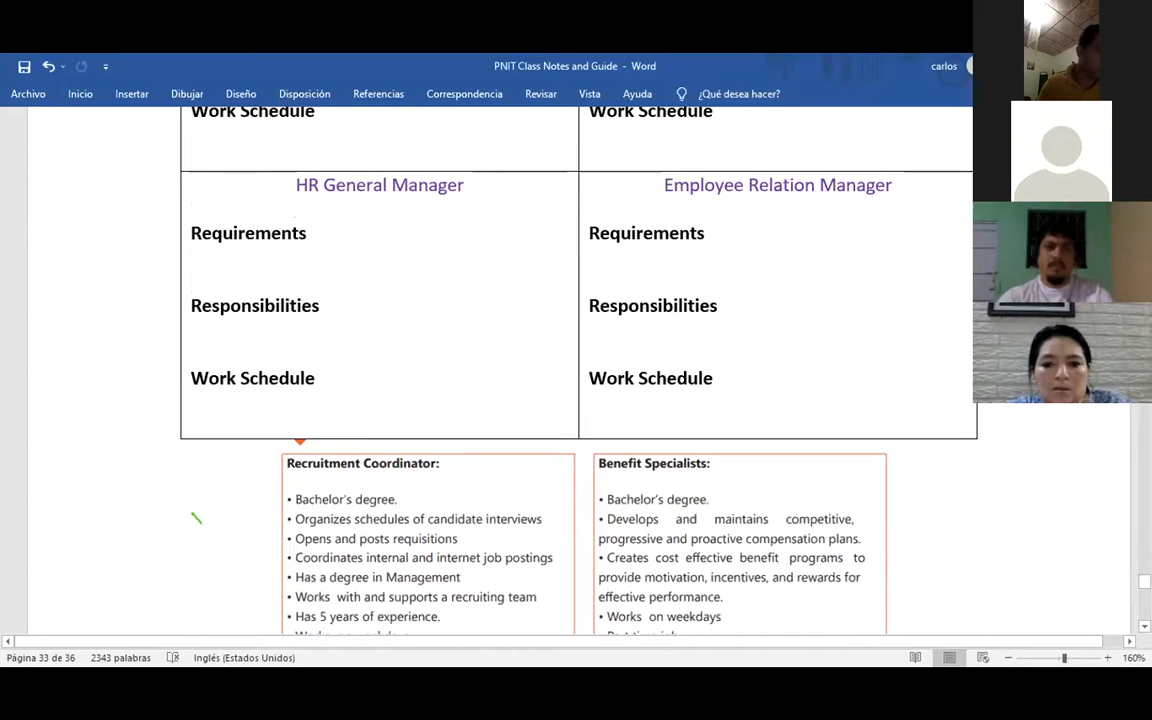 PNIT Class Notes and Guide - Word
carlos
Archivo Inicio Insertar Dibujar Diseño Disposición Referencias Correspondencia Revisar Vista Ayuda ¿Qué desea hacer?
Work Schedule
Work Schedule
HR General Manager
Requirements
Responsibilities
Work Schedule
Employee Relation Manager
Requirements
Responsibilities
Work Schedule
Recruitment Coordinator:
• Bachelor's degree.
• Organizes schedules of candidate interviews
• Opens and posts requisitions
• Coordinates internal and internet job postings
• Has a degree in Management
• Works with and supports a recruiting team
• Has 5 years of experience.
Benefit Specialists:
• Bachelor's degree.
• Develops and maintains competitive,
progressive and proactive compensation plans.
• Creates cost effective benefit programs to
provide motivation, incentives, and rewards for
effective performance.
• Works on weekdays
Página 33 de 36 2343 palabras Inglés (Estados Unidos) 160%